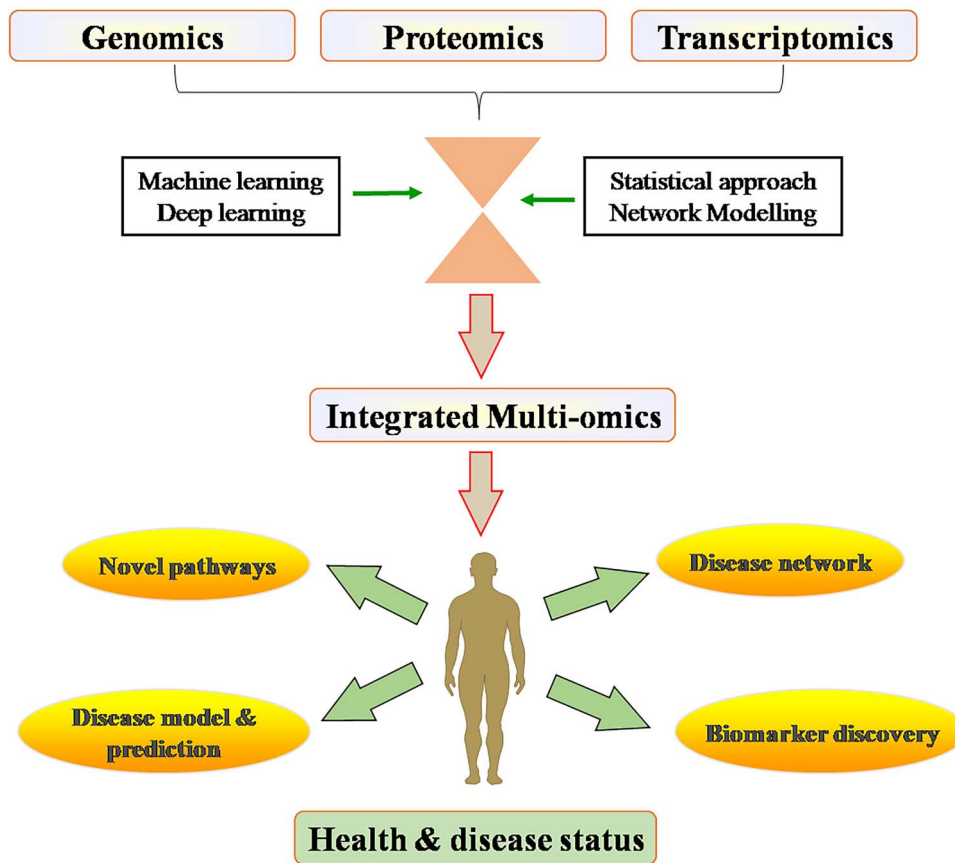 Genomics
Proteomics
Transcriptomics
Machine learning
Deep learning
Statistical approach
Network Modelling
Integrated Multi-omics
Novel pathways
Disease network
Disease model &
prediction
Biomarker discovery
Health & disease status